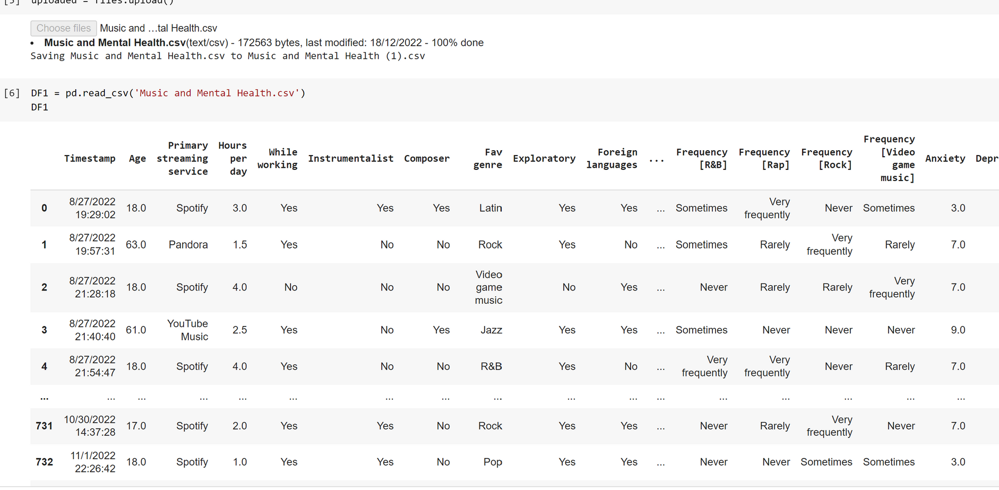 [5] uploaded = files.upload()
Choose files Music and ...tal Health.csv
• Music and Mental Health.csv(text/csv) - 172563 bytes, last modified: 18/12/2022 - 100% done
Saving Music and Mental Health.csv to Music and Mental Health (1).csv
[6] DF1 = pd.read_csv('Music and Mental Health.csv')
DF1
Timestamp Age Primary streaming service Hours per day While working Instrumentalist Composer Fav genre Exploratory Foreign languages ... Frequency [R&B] Frequency [Rap] Frequency [Rock] Frequency [Video game music] Anxiety Depr
0 8/27/2022 19:29:02 18.0 Spotify 3.0 Yes Yes Yes Latin Yes Yes ... Sometimes Very frequently Never Sometimes 3.0
1 8/27/2022 19:57:31 63.0 Pandora 1.5 Yes No No Rock Yes No ... Sometimes Rarely Very frequently Rarely 7.0
2 8/27/2022 21:28:18 18.0 Spotify 4.0 No No No Video game music No Yes ... Never Rarely Rarely Very frequently 7.0
3 8/27/2022 21:40:40 61.0 YouTube Music 2.5 Yes No Yes Jazz Yes Yes ... Sometimes Never Never Never 9.0
4 8/27/2022 21:54:47 18.0 Spotify 4.0 Yes No No R&B Yes No ... Very frequently Very frequently Never Rarely 7.0
... ... ... ... ... ... ... ... ... ... ... ... ... ... ... ... ...
731 10/30/2022 14:37:28 17.0 Spotify 2.0 Yes Yes No Rock Yes Yes ... Never Rarely Very frequently Never 7.0
732 11/1/2022 22:26:42 18.0 Spotify 1.0 Yes Yes No Pop Yes Yes ... Never Never Sometimes Sometimes 3.0